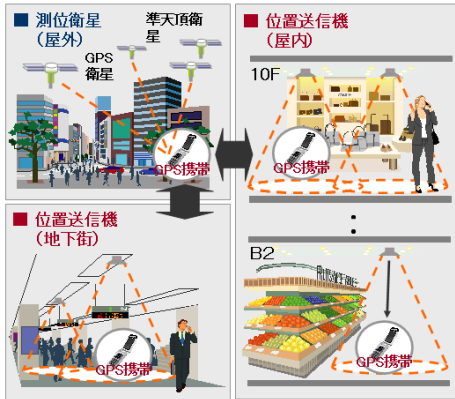 ■ 測位衛星
（屋外）
GPS
衛星
準天頂衛
星
GPS携帯
■ 位置送信機
（地下街）
GPS携帯
■ 位置送信機
（屋内）
10F
GPS携帯
：
B2
GPS携帯